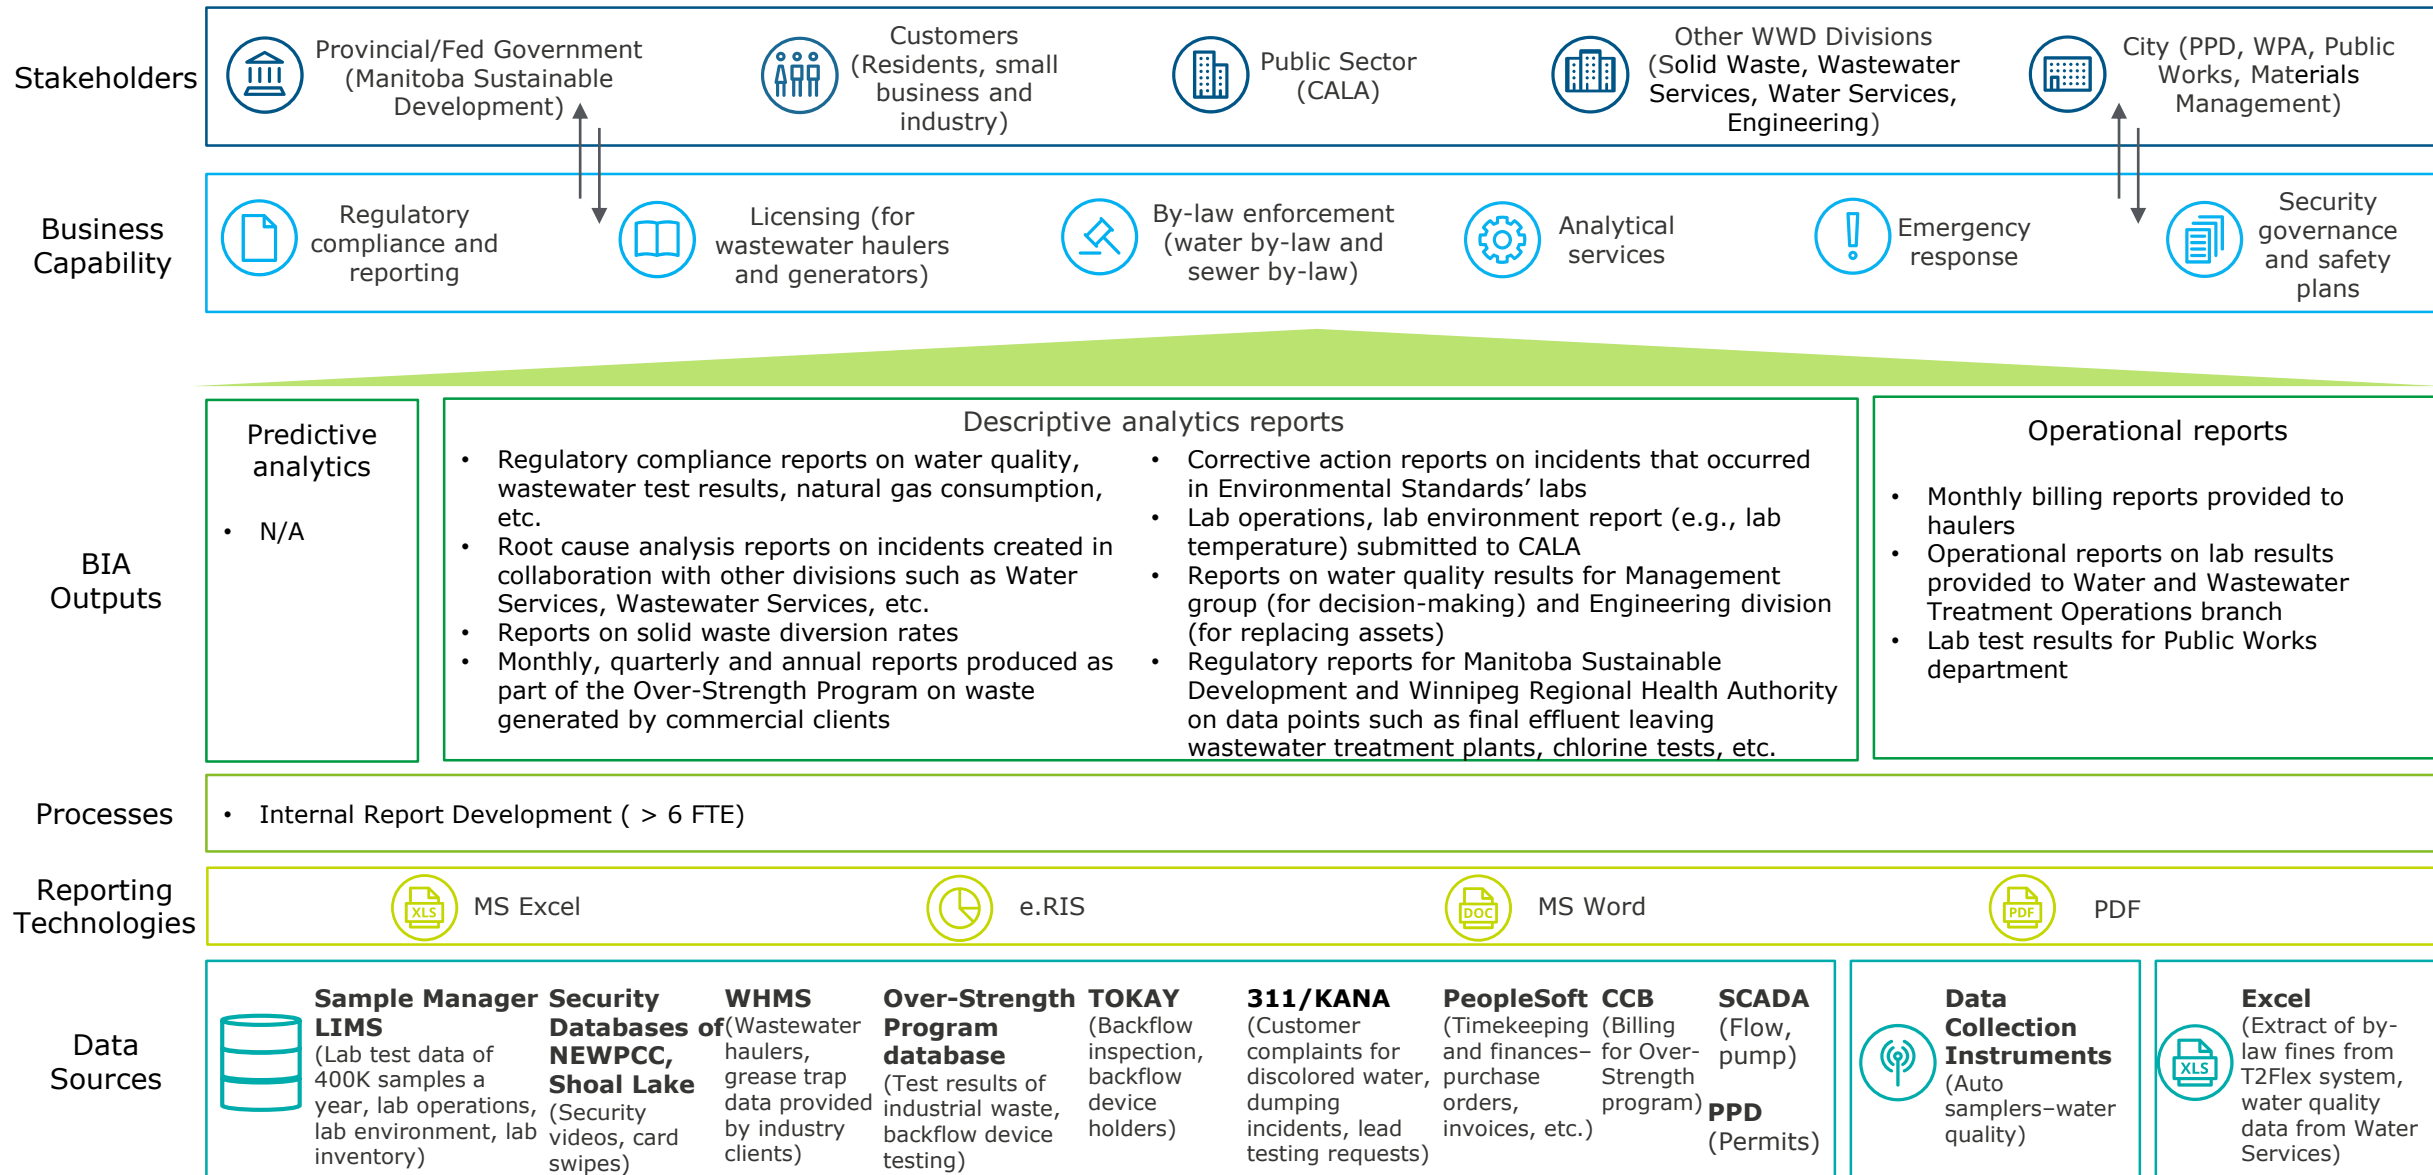 Stakeholders
Provincial/Fed Government
(Manitoba Sustainable
Development)
Customers
(Residents, small
business and
industry)
Public Sector
(CALA)
Other WWD Divisions
(Solid Waste, Wastewater
Services, Water Services,
Engineering)
City (PPD, WPA, Public
Works, Materials
Management)
Business
Capability
Regulatory
compliance and
reporting
Licensing (for
wastewater haulers
and generators)
By-law enforcement
(water by-law and
sewer by-law)
Analytical
services
Emergency
response
Security
governance
and safety
plans
BIA
Outputs
Predictive
analytics
• N/A
Descriptive analytics reports
• Regulatory compliance reports on water quality,
wastewater test results, natural gas consumption,
etc.
• Root cause analysis reports on incidents created in
collaboration with other divisions such as Water
Services, Wastewater Services, etc.
• Reports on solid waste diversion rates
• Monthly, quarterly and annual reports produced as
part of the Over-Strength Program on waste
generated by commercial clients
• Corrective action reports on incidents that occurred
in Environmental Standards’ labs
• Lab operations, lab environment report (e.g., lab
temperature) submitted to CALA
• Reports on water quality results for Management
group (for decision-making) and Engineering division
(for replacing assets)
• Regulatory reports for Manitoba Sustainable
Development and Winnipeg Regional Health Authority
on data points such as final effluent leaving
wastewater treatment plants, chlorine tests, etc.
Operational reports
• Monthly billing reports provided to
haulers
• Operational reports on lab results
provided to Water and Wastewater
Treatment Operations branch
• Lab test results for Public Works
department
Processes
• Internal Report Development ( > 6 FTE)
Reporting
Technologies
XLS
MS Excel
e.RIS
DOC
MS Word
PDF
PDF
Data
Sources
Sample Manager
LIMS
(Lab test data of
400K samples a
year, lab operations,
lab environment, lab
inventory)
Security
Databases of
NEWPCC,
Shoal Lake
(Security
videos, card
swipes)
WHMS
(Wastewater
haulers,
grease trap
data provided
by industry
clients)
Over-Strength
Program
database
(Test results of
industrial waste,
backflow device
testing)
TOKAY
(Backflow
inspection,
backflow
device
holders)
311/KANA
(Customer
complaints for
discolored water,
dumping
incidents, lead
testing requests)
PeopleSoft
(Timekeeping
and finances–
purchase
orders,
invoices, etc.)
CCB
(Billing
for Over-
Strength
program)
SCADA
(Flow,
pump)
PPD
(Permits)
Data
Collection
Instruments
(Auto
samplers–water
quality)
XLS
Excel
(Extract of by-
law fines from
T2Flex system,
water quality
data from Water
Services)